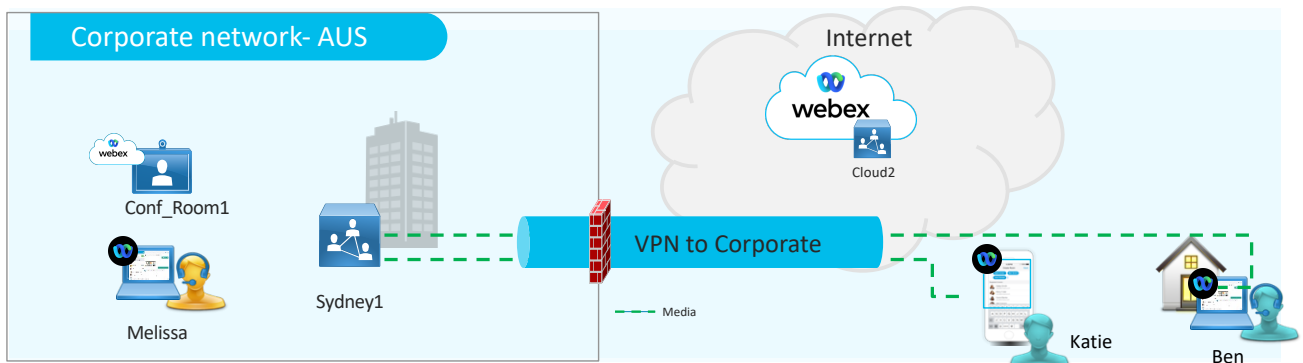 Corporate network- AUS
Internet
webex
Cloud2
webex
Conf_Room1
VPN to Corporate
Sydney1
Media
Melissa
Katie
Ben